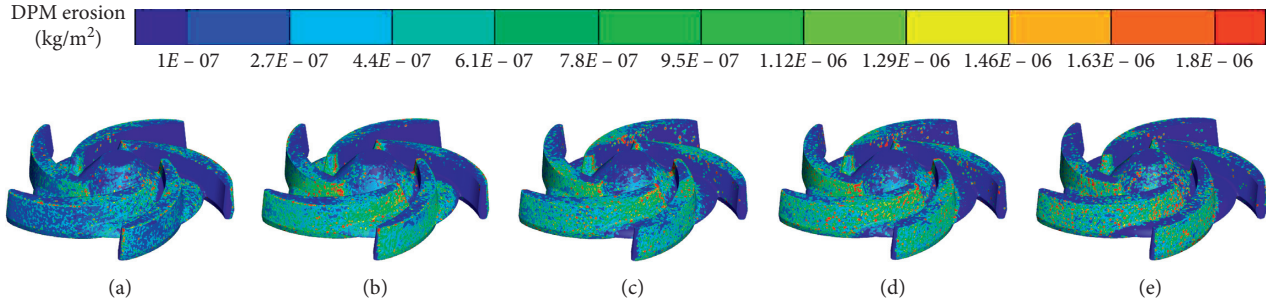 DPM erosion
(kg/m²)
1E – 07 2.7E – 07 4.4E – 07 6.1E – 07 7.8E – 07 9.5E – 07 1.12E – 06 1.29E – 06 1.46E – 06 1.63E – 06 1.8E – 06
(a) (b) (c) (d) (e)